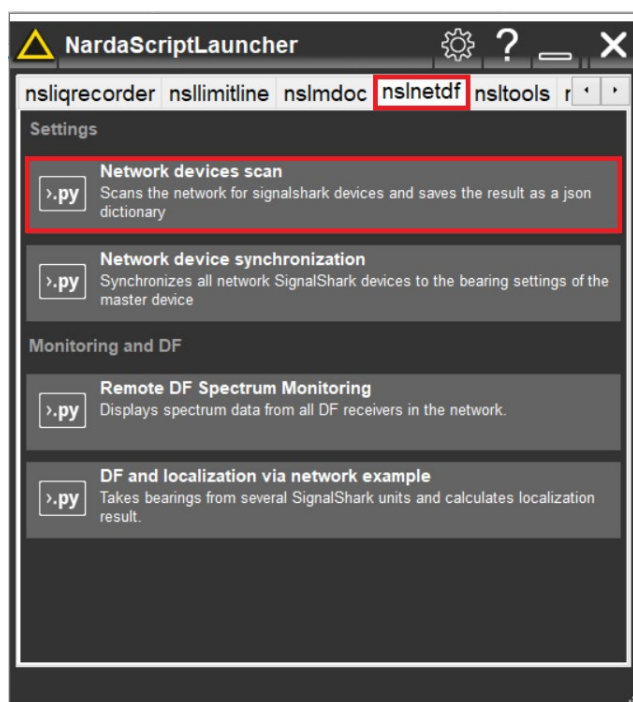 NardaScriptLauncher ?
nsliqrecorder nsllimitline nslmdoc nslnetdf nsltools
Settings
>.py
Network devices scan
Scans the network for signalshark devices and saves the result as a json
dictionary
>.py
Network device synchronization
Synchronizes all network SignalShark devices to the bearing settings of the
master device
Monitoring and DF
>.py
Remote DF Spectrum Monitoring
Displays spectrum data from all DF receivers in the network.
>.py
DF and localization via network example
Takes bearings from several SignalShark units and calculates localization
result.